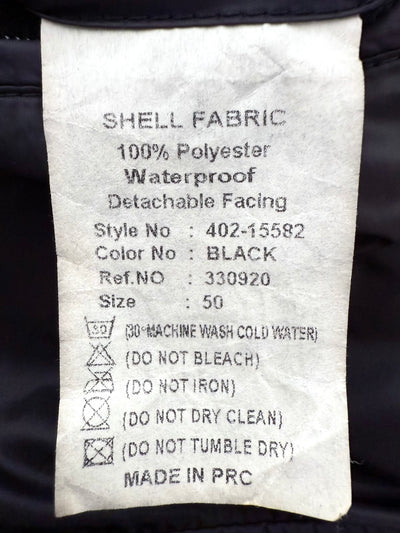 SHELL FABRIC
100% Polyester
Waterproof
Detachable Facing
Style No : 402-15582
Color No : BLACK
Ref.NO : 330920
Size : 50
30 (30°MACHINE WASH COLD WATER)
(DO NOT BLEACH)
(DO NOT IRON)
(DO NOT DRY CLEAN)
(DO NOT TUMBLE DRY)
MADE IN PRC